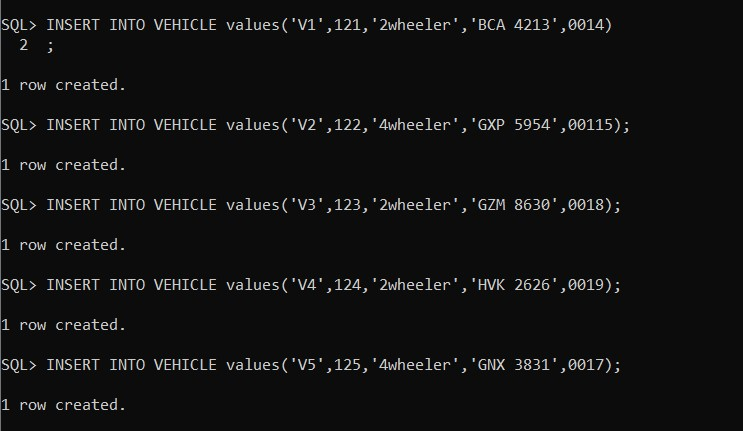 SQL> INSERT INTO VEHICLE values('V1',121,'2wheeler','BCA 4213',0014)
  2  ;
1 row created.
SQL> INSERT INTO VEHICLE values('V2',122,'4wheeler','GXP 5954',00115);
1 row created.
SQL> INSERT INTO VEHICLE values('V3',123,'2wheeler','GZM 8630',0018);
1 row created.
SQL> INSERT INTO VEHICLE values('V4',124,'2wheeler','HVK 2626',0019);
1 row created.
SQL> INSERT INTO VEHICLE values('V5',125,'4wheeler','GNX 3831',0017);
1 row created.